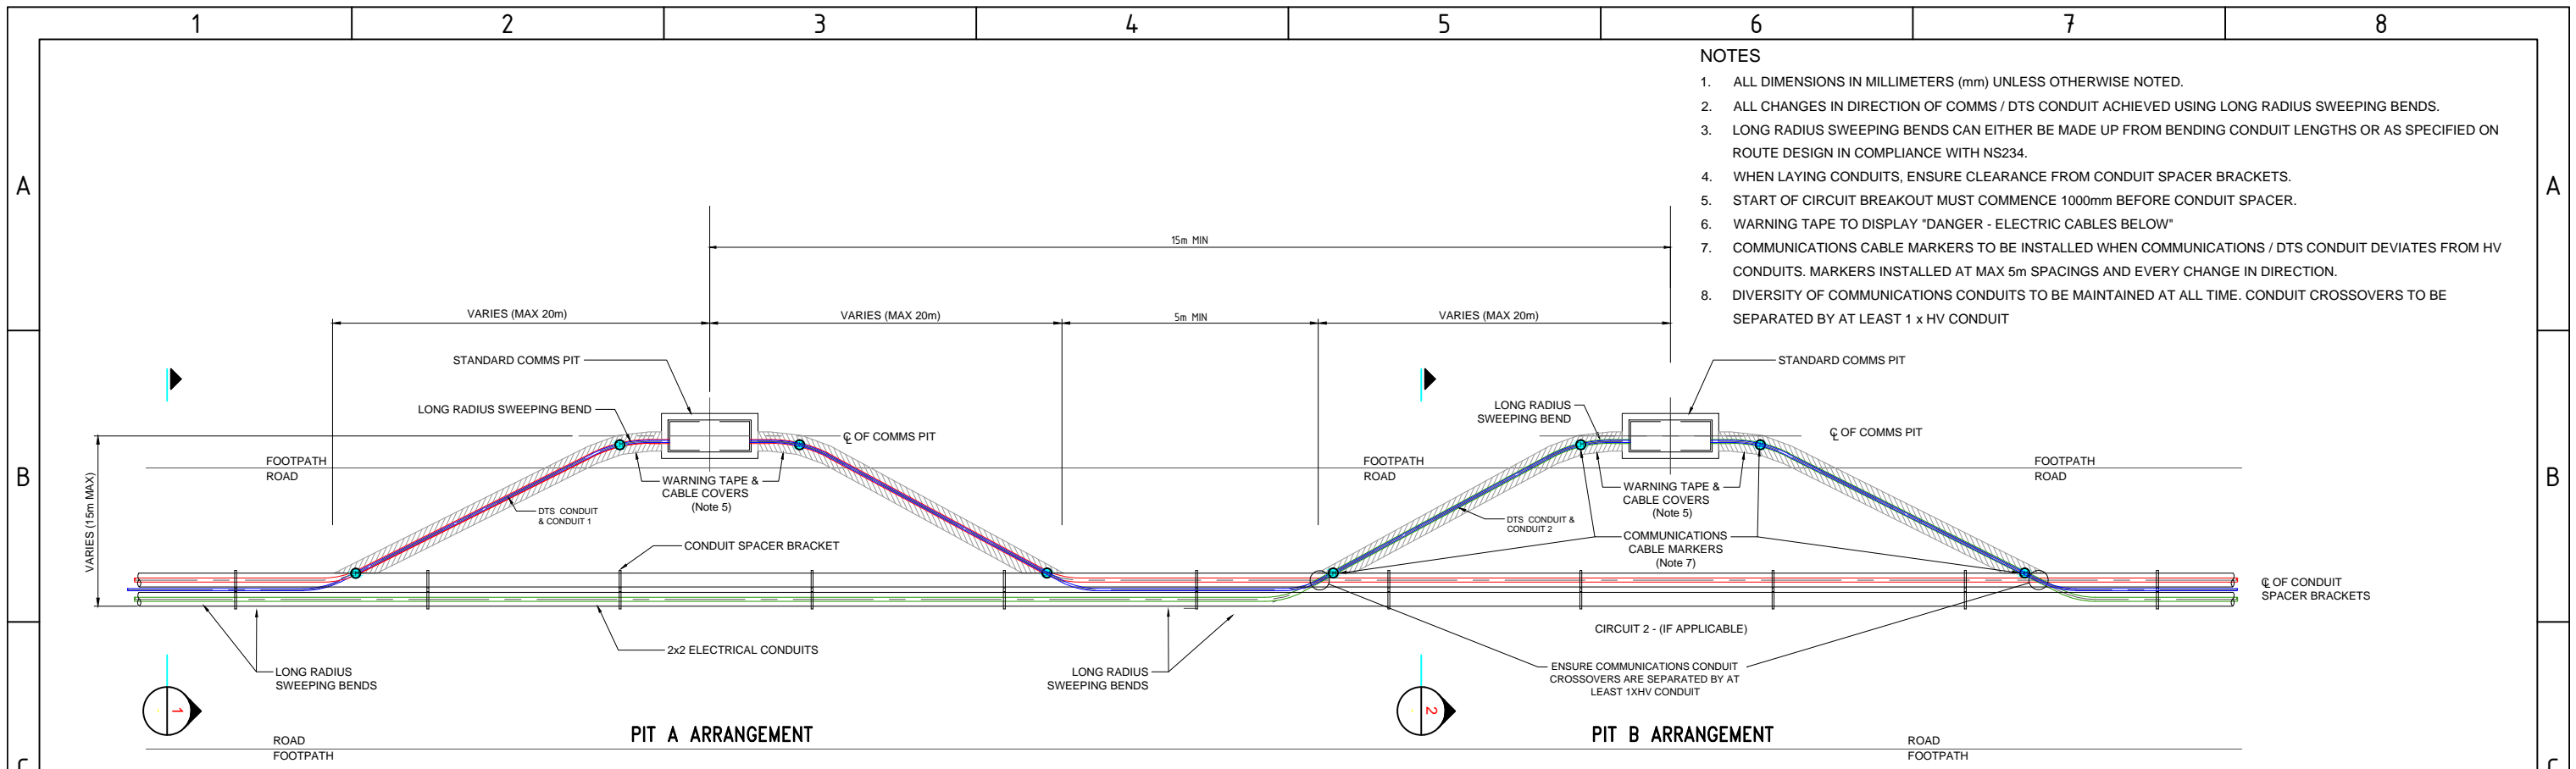 1 2 3 4 5 6 7 8
NOTES
1. ALL DIMENSIONS IN MILLIMETERS (mm) UNLESS OTHERWISE NOTED.
2. ALL CHANGES IN DIRECTION OF COMMS / DTS CONDUIT ACHIEVED USING LONG RADIUS SWEEPING BENDS.
3. LONG RADIUS SWEEPING BENDS CAN EITHER BE MADE UP FROM BENDING CONDUIT LENGTHS OR AS SPECIFIED ON
ROUTE DESIGN IN COMPLIANCE WITH NS234.
4. WHEN LAYING CONDUITS, ENSURE CLEARANCE FROM CONDUIT SPACER BRACKETS.
5. START OF CIRCUIT BREAKOUT MUST COMMENCE 1000mm BEFORE CONDUIT SPACER.
6. WARNING TAPE TO DISPLAY "DANGER - ELECTRIC CABLES BELOW"
7. COMMUNICATIONS CABLE MARKERS TO BE INSTALLED WHEN COMMUNICATIONS / DTS CONDUIT DEVIATES FROM HV
CONDUITS. MARKERS INSTALLED AT MAX 5m SPACINGS AND EVERY CHANGE IN DIRECTION.
8. DIVERSITY OF COMMUNICATIONS CONDUITS TO BE MAINTAINED AT ALL TIME. CONDUIT CROSSOVERS TO BE
SEPARATED BY AT LEAST 1 x HV CONDUIT
A
A
15m MIN
VARIES (MAX 20m)
VARIES (MAX 20m)
5m MIN
VARIES (MAX 20m)
STANDARD COMMS PIT
STANDARD COMMS PIT
LONG RADIUS SWEEPING BEND
LONG RADIUS
SWEEPING BEND
℄ OF COMMS PIT
℄ OF COMMS PIT
VARIES (15m MAX)
FOOTPATH
ROAD
FOOTPATH
ROAD
FOOTPATH
ROAD
B
B
WARNING TAPE &
CABLE COVERS
(Note 5)
WARNING TAPE &
CABLE COVERS
(Note 5)
DTS CONDUIT
& CONDUIT 1
DTS CONDUIT &
CONDUIT 2
CONDUIT SPACER BRACKET
COMMUNICATIONS
CABLE MARKERS
(Note 7)
℄ OF CONDUIT
SPACER BRACKETS
CIRCUIT 2 - (IF APPLICABLE)
2x2 ELECTRICAL CONDUITS
LONG RADIUS
SWEEPING BENDS
LONG RADIUS
SWEEPING BENDS
ENSURE COMMUNICATIONS CONDUIT
CROSSOVERS ARE SEPARATED BY AT
LEAST 1XHV CONDUIT
1
2
PIT A ARRANGEMENT
PIT B ARRANGEMENT
ROAD
FOOTPATH
ROAD
FOOTPATH
C
C